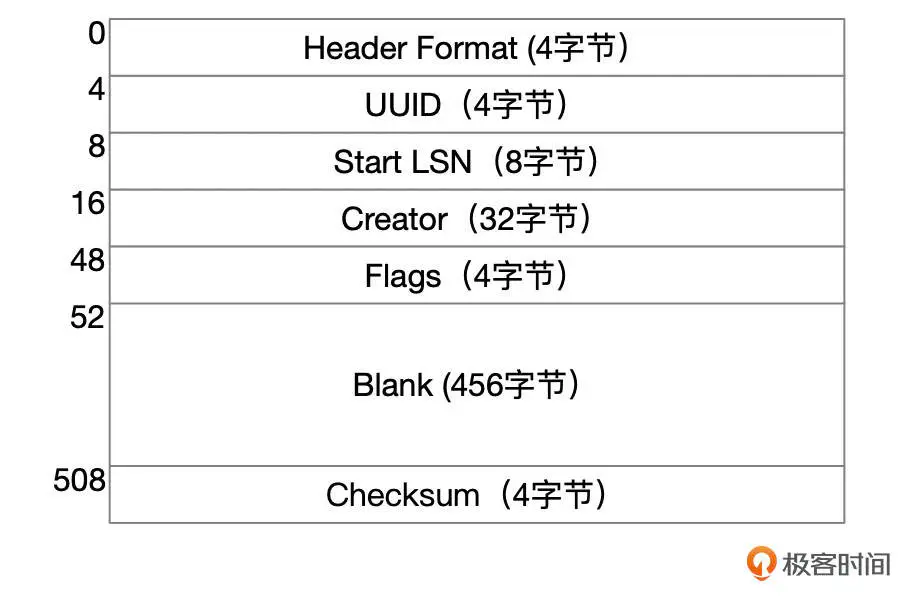 0
Header Format (4字节）
4
UUID（4字节）
8
Start LSN（8字节）
16
Creator（32字节）
48
Flags（4字节）
52
Blank (456字节）
508
Checksum（4字节）
极客时间